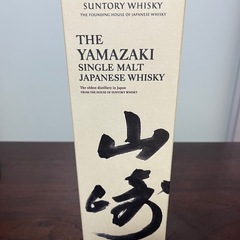 SUNTORY WHISKY
THE FOUNDING HOUSE OF JAPANESE WHISKY
THE
YAMAZAKI
SINGLE MALT
JAPANESE WHISKY
The oldest distillery in Japan
FROM THE HOUSE OF SUNTORY WHISKY
山崎